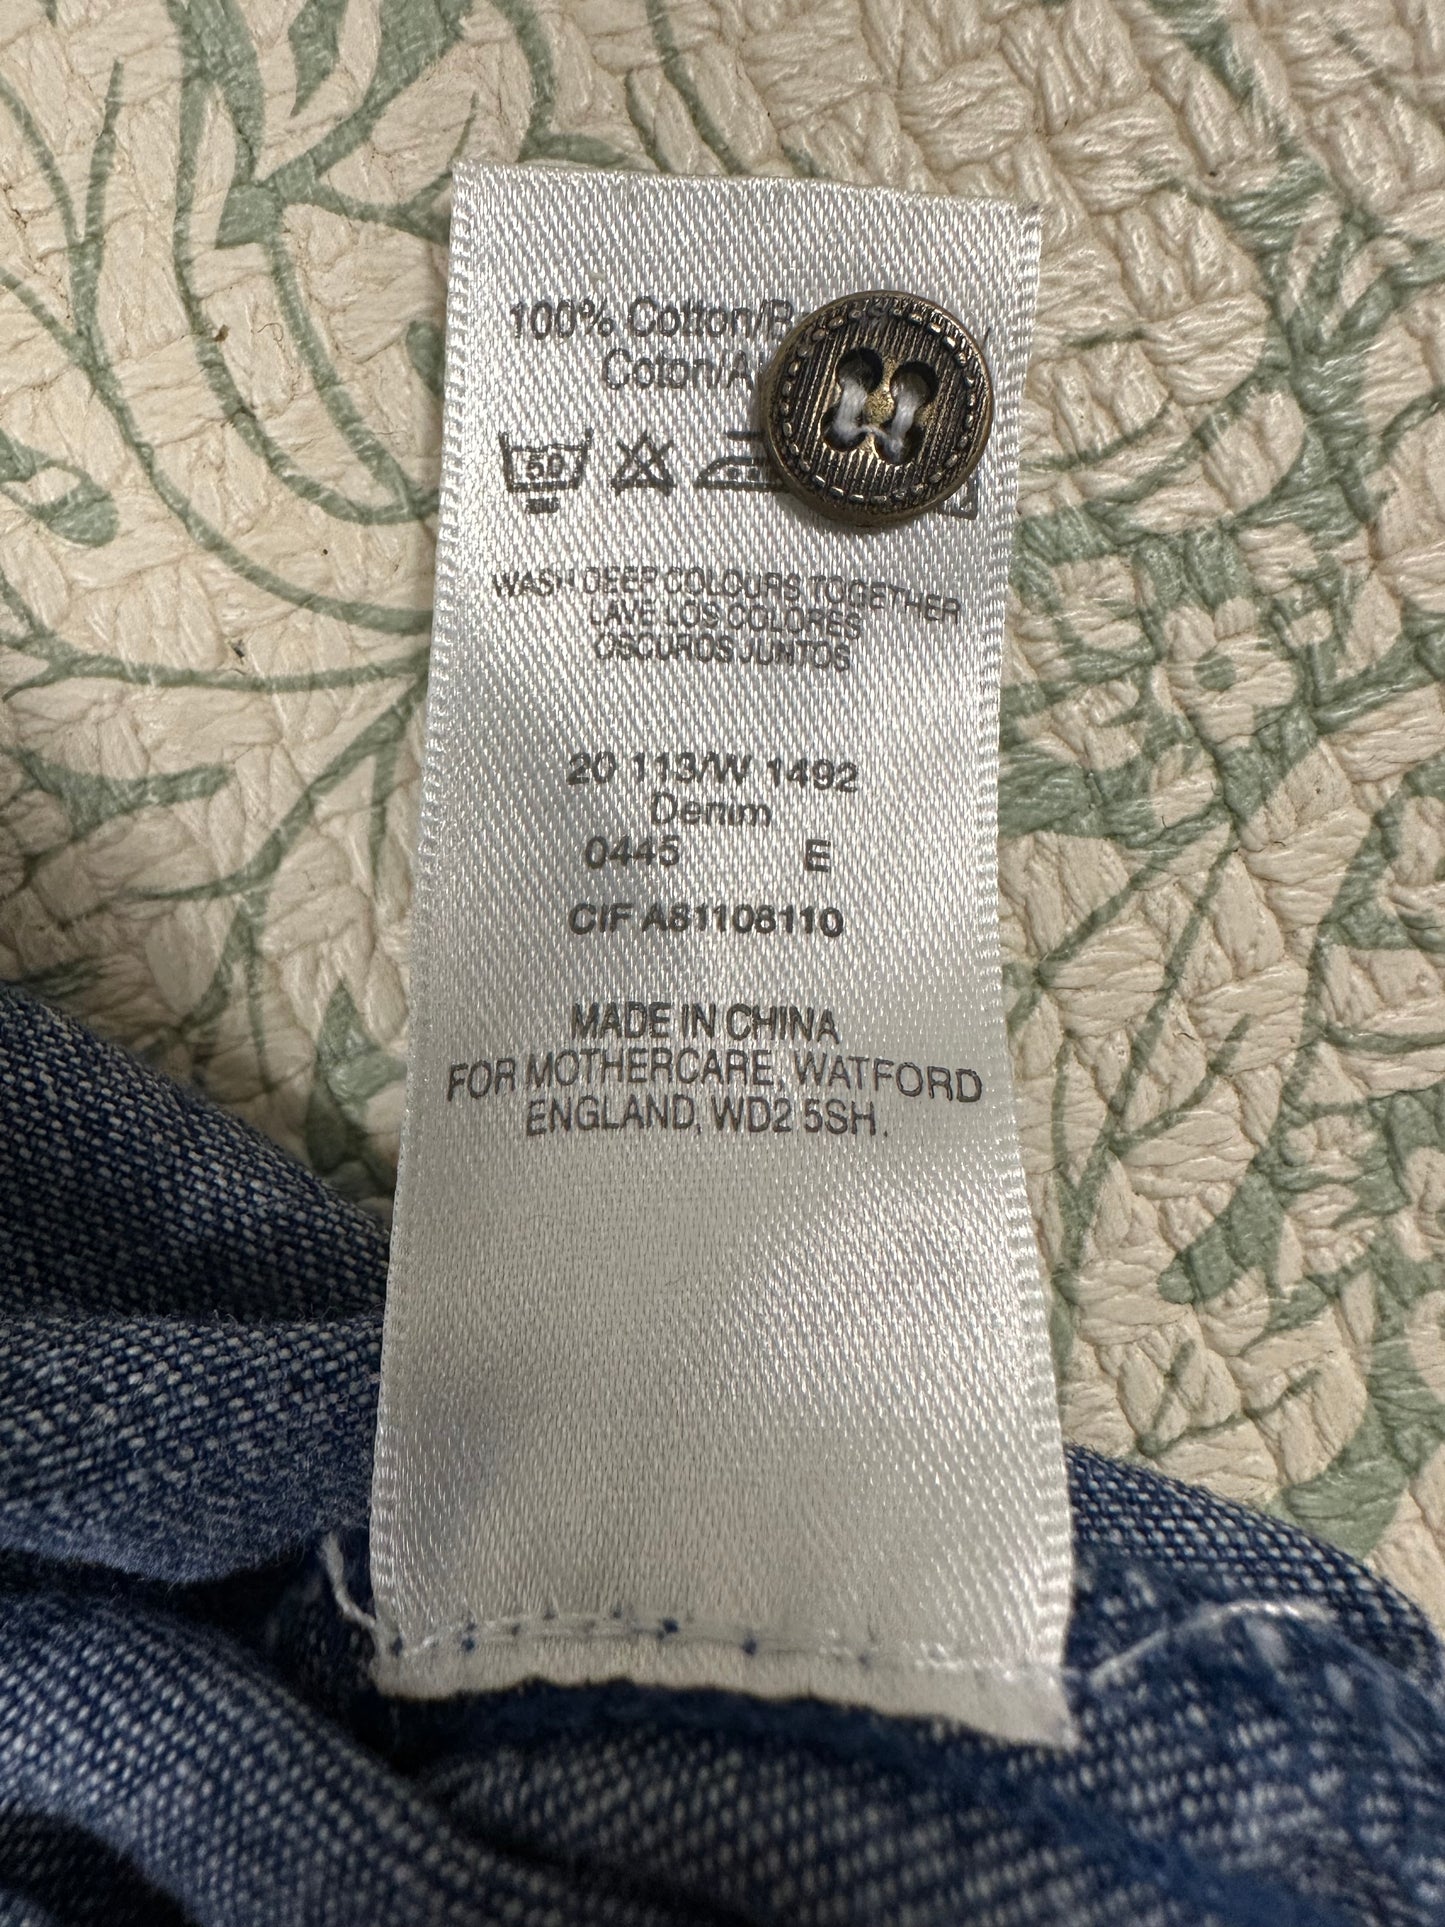 100% Cotton/
Coton/
50
WASH DEEP COLOURS TOGETHER
LAVE LOS COLORES
OSCUROS JUNTOS
20 113/W 1492
Denim
0445 E
CIF A81108110
MADE IN CHINA
FOR MOTHERCARE, WATFORD
ENGLAND, WD2 5SH.